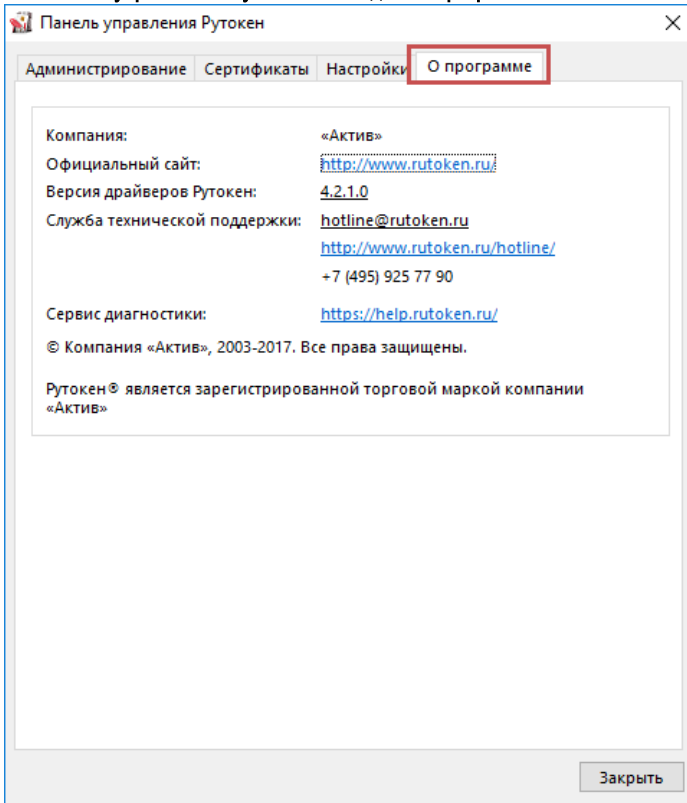 Панель управления Рутокен
Администрирование Сертификаты Настройки О программе
Компания: «Актив»
Официальный сайт: http://www.rutoken.ru/
Версия драйверов Рутокен: 4.2.1.0
Служба технической поддержки: hotline@rutoken.ru
http://www.rutoken.ru/hotline/
+7 (495) 925 77 90
Сервис диагностики: https://help.rutoken.ru/
© Компания «Актив», 2003-2017. Все права защищены.
Рутокен® является зарегистрированной торговой маркой компании
«Актив»
Закрыть